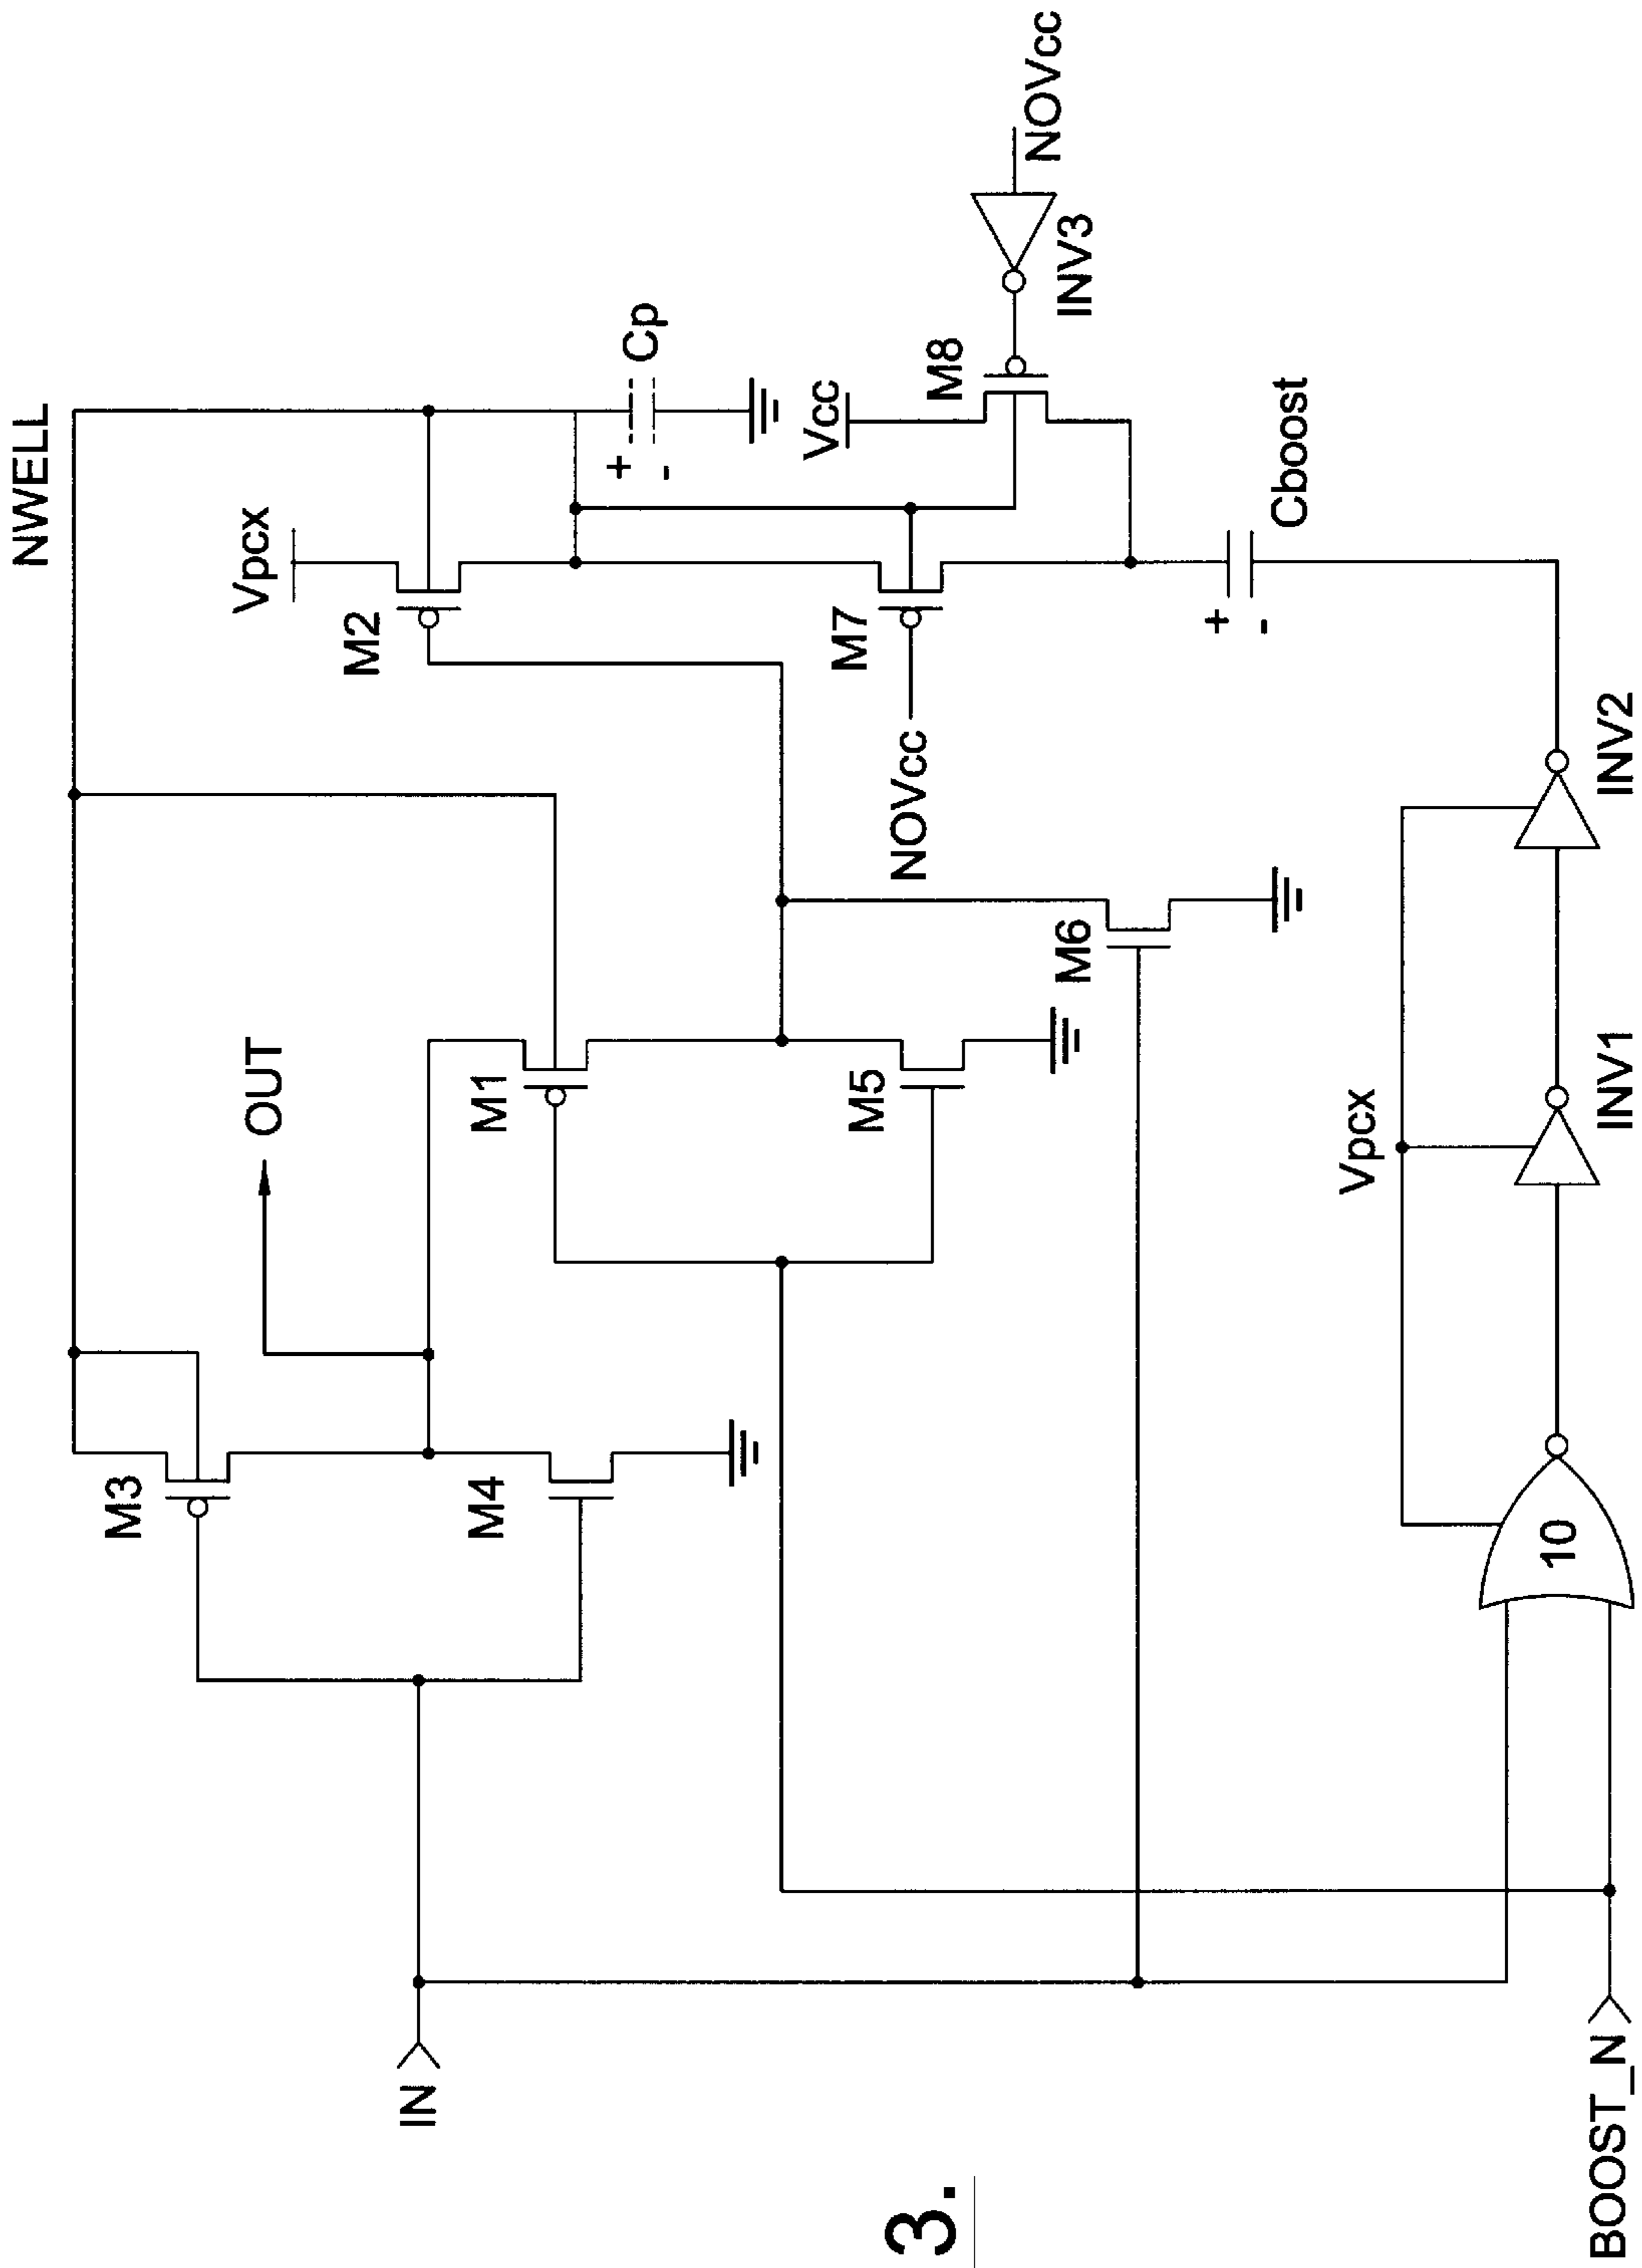 NWELL
Vpcx
M2
Cp
+
-
Vcc
M8
INV3
NOVcc
M7
NOVcc
+
-
Cboost
OUT
M3
M4
M1
M5
M6
Vpcx
10
INV1
INV2
IN
BOOST_N
3.